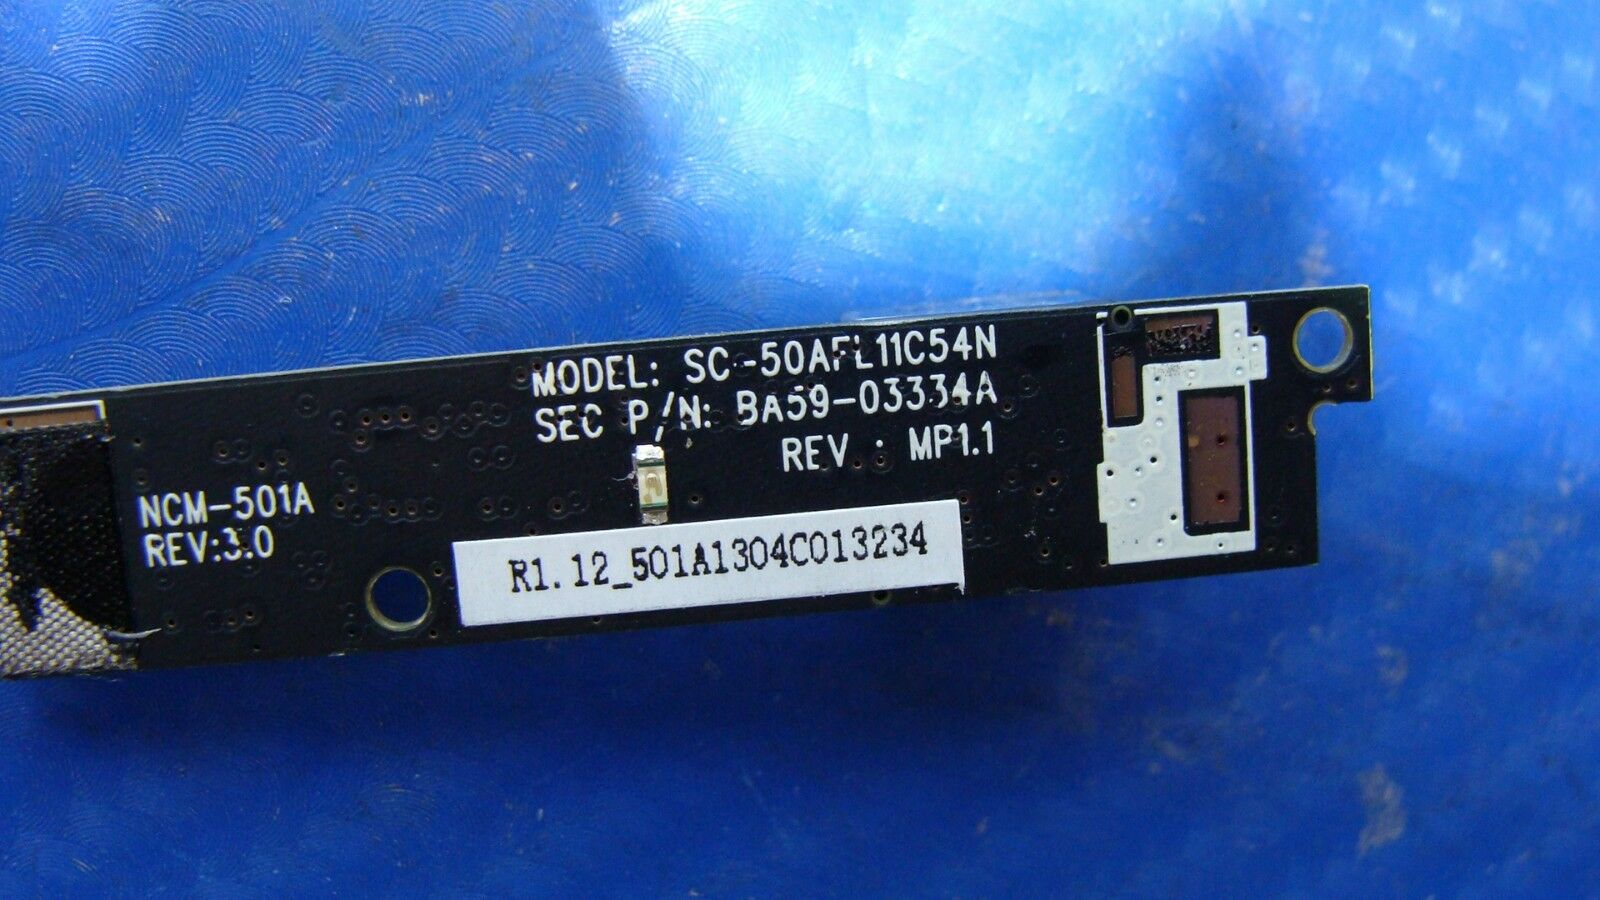 MODEL: SC-50AFL11C54N
SEC P/N: BA59-03334A
REV : MP1.1
NCM-501A
REV:3.0
R1.12_501A1304C013234